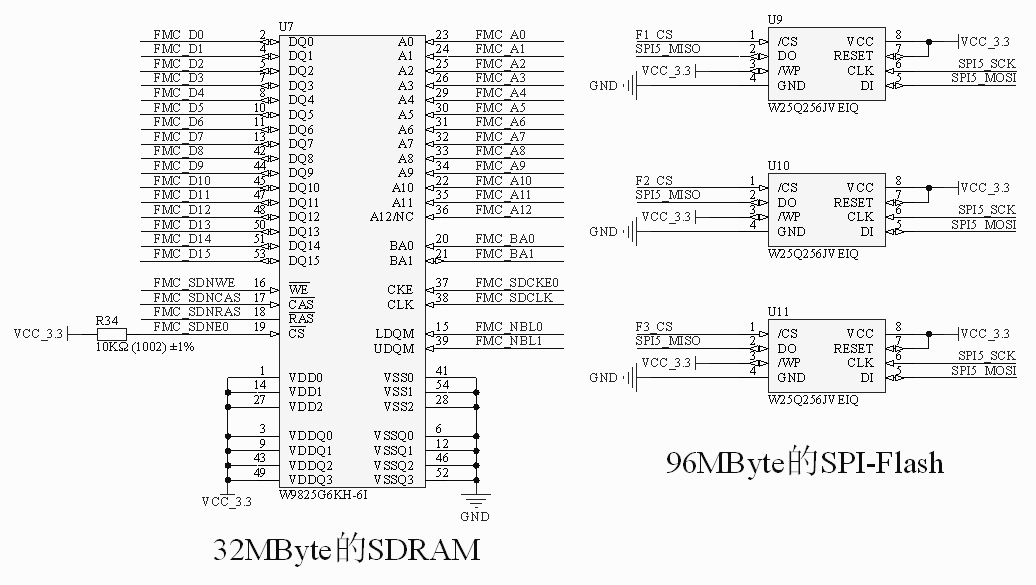 U7
FMC_D0 2 DQ0 A0 23 FMC_A0
FMC_D1 4 DQ1 A1 24 FMC_A1
FMC_D2 5 DQ2 A2 25 FMC_A2
FMC_D3 7 DQ3 A3 26 FMC_A3
FMC_D4 8 DQ4 A4 29 FMC_A4
FMC_D5 10 DQ5 A5 30 FMC_A5
FMC_D6 11 DQ6 A6 31 FMC_A6
FMC_D7 13 DQ7 A7 32 FMC_A7
FMC_D8 42 DQ8 A8 33 FMC_A8
FMC_D9 44 DQ9 A9 34 FMC_A9
FMC_D10 45 DQ10 A10 22 FMC_A10
FMC_D11 47 DQ11 A11 35 FMC_A11
FMC_D12 48 DQ12 A12/NC 36 FMC_A12
FMC_D13 50 DQ13
FMC_D14 51 DQ14 BA0 20 FMC_BA0
FMC_D15 53 DQ15 BA1 21 FMC_BA1
FMC_SDNWE 16 WE CKE 37 FMC_SDCKE0
FMC_SDNCAS 17 CAS CLK 38 FMC_SDCLK
FMC_SDNRAS 18 RAS
VCC_3.3 R34 FMC_SDNE0 19 CS LDQM 15 FMC_NBL0
10KΩ (1002) ±1% UDQM 39 FMC_NBL1
1 VDD0 VSS0 41
14 VDD1 VSS1 54
27 VDD2 VSS2 28
3 VDDQ0 VSSQ0 6
9 VDDQ1 VSSQ1 12
43 VDDQ2 VSSQ2 46
49 VDDQ3 VSSQ3 52
VCC_3.3 W9825G6KH-6I
GND
32MByte的SDRAM
U9
F1_CS 1 /CS VCC 8 VCC_3.3
SPI5_MISO 2 DO RESET 7
VCC_3.3 3 /WP CLK 6 SPI5_SCK
GND 4 GND DI 5 SPI5_MOSI
W25Q256JVEIQ
U10
F2_CS 1 /CS VCC 8 VCC_3.3
SPI5_MISO 2 DO RESET 7
VCC_3.3 3 /WP CLK 6 SPI5_SCK
GND 4 GND DI 5 SPI5_MOSI
W25Q256JVEIQ
U11
F3_CS 1 /CS VCC 8 VCC_3.3
SPI5_MISO 2 DO RESET 7
VCC_3.3 3 /WP CLK 6 SPI5_SCK
GND 4 GND DI 5 SPI5_MOSI
W25Q256JVEIQ
96MByte的SPI-Flash